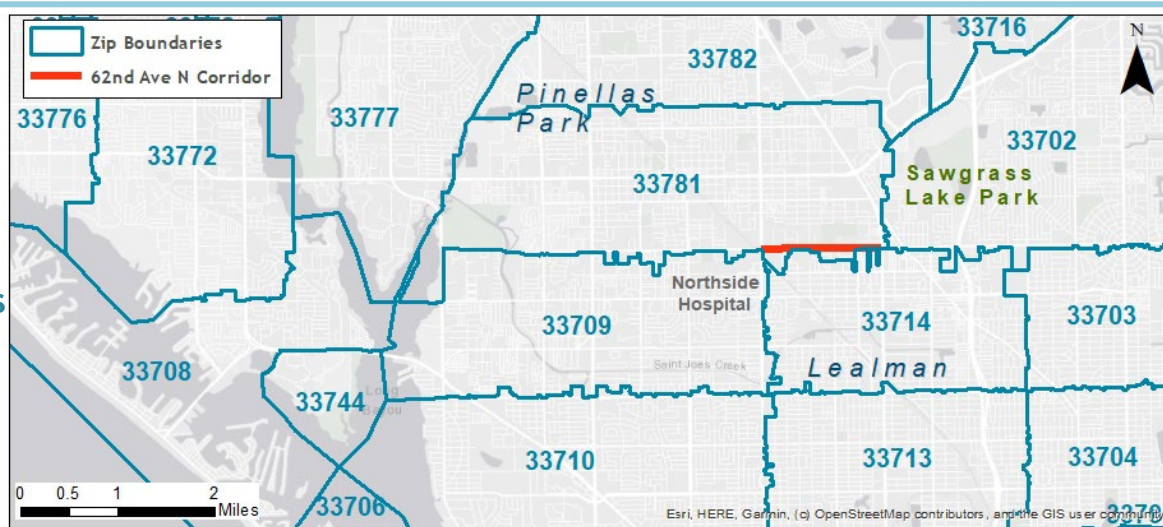 Zip Boundaries
62nd Ave N Corridor
N
33716
33782
33776
33777
Pinellas
Park
33772
33702
33781
Sawgrass
Lake Park
Northside
Hospital
33709
33714
33703
Saint Joes Creek
Lealman
33708
33744
Long
Bayou
33710
33713
33704
33706
0 0.5 1 2
Miles
Esri, HERE, Garmin, (c) OpenStreetMap contributors, and the GIS user community